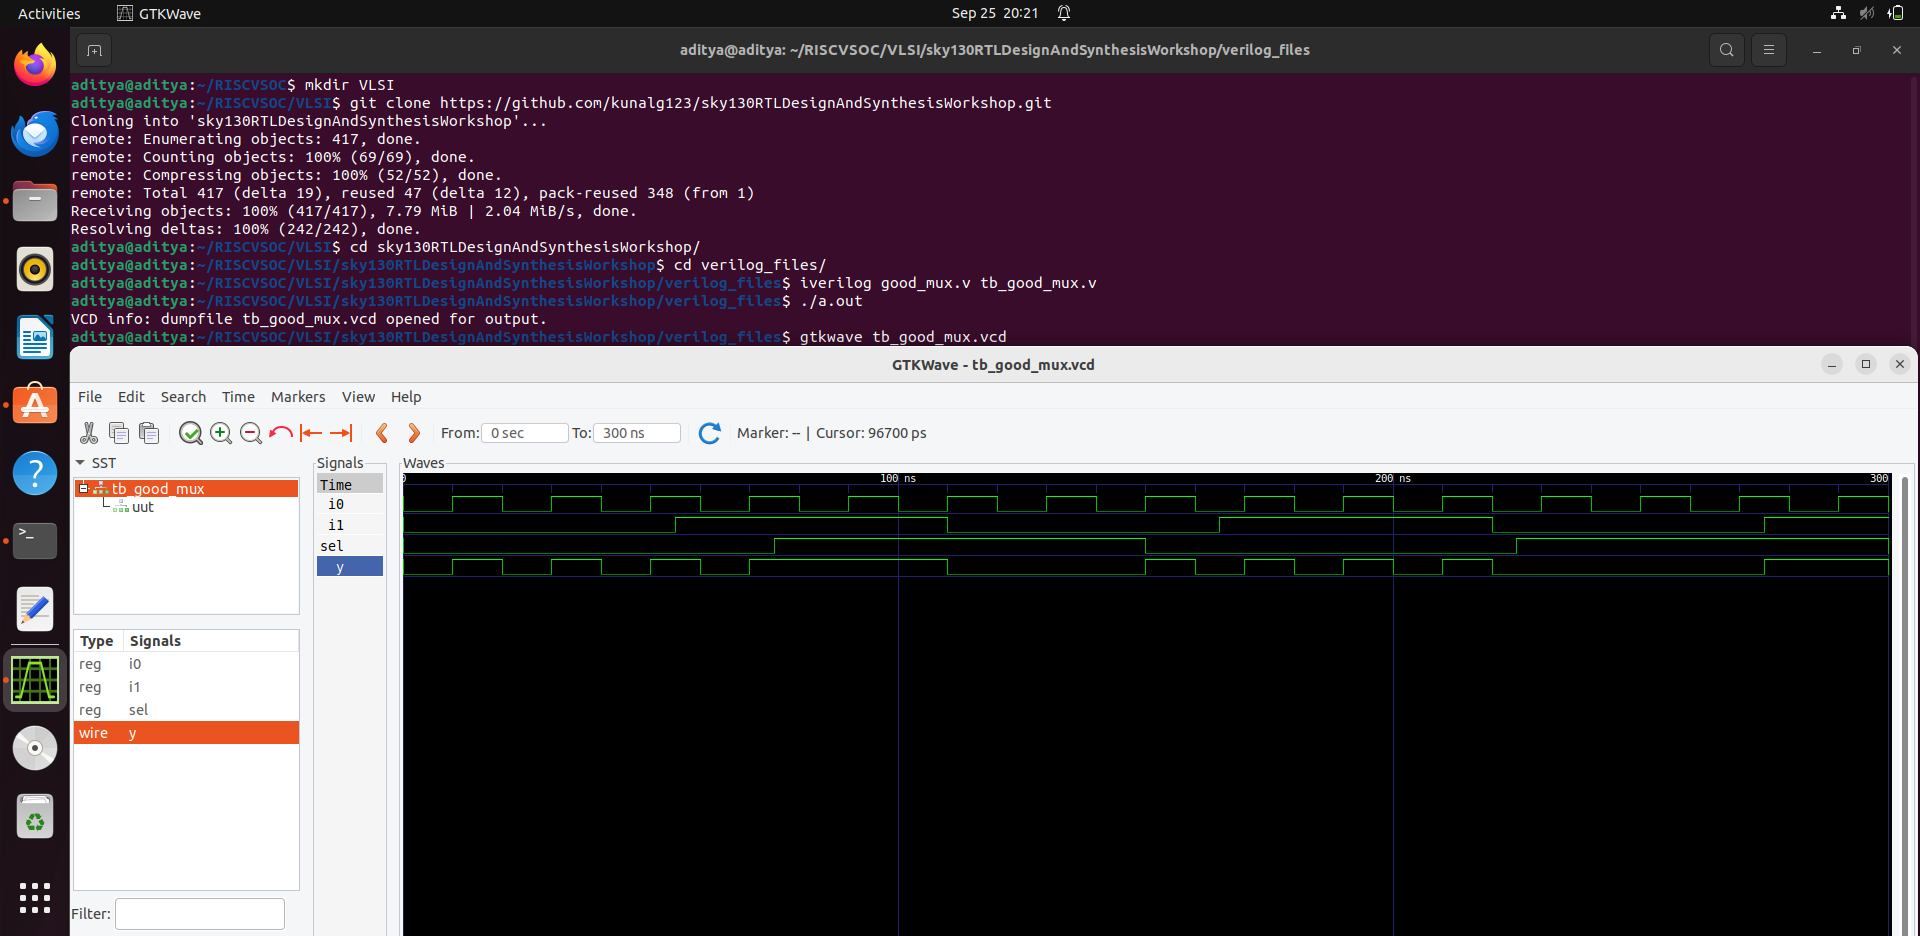 Activities GTKWave Sep 25 20:21
aditya@aditya: ~/RISCVSOC/VLSI/sky130RTLDesignAndSynthesisWorkshop/verilog_files
aditya@aditya:~/RISCVSOC$ mkdir VLSI
aditya@aditya:~/RISCVSOC/VLSI$ git clone https://github.com/kunalg123/sky130RTLDesignAndSynthesisWorkshop.git
Cloning into 'sky130RTLDesignAndSynthesisWorkshop'...
remote: Enumerating objects: 417, done.
remote: Counting objects: 100% (69/69), done.
remote: Compressing objects: 100% (52/52), done.
remote: Total 417 (delta 19), reused 47 (delta 12), pack-reused 348 (from 1)
Receiving objects: 100% (417/417), 7.79 MiB | 2.04 MiB/s, done.
Resolving deltas: 100% (242/242), done.
aditya@aditya:~/RISCVSOC/VLSI$ cd sky130RTLDesignAndSynthesisWorkshop/
aditya@aditya:~/RISCVSOC/VLSI/sky130RTLDesignAndSynthesisWorkshop$ cd verilog_files/
aditya@aditya:~/RISCVSOC/VLSI/sky130RTLDesignAndSynthesisWorkshop/verilog_files$ iverilog good_mux.v tb_good_mux.v
aditya@aditya:~/RISCVSOC/VLSI/sky130RTLDesignAndSynthesisWorkshop/verilog_files$ ./a.out
VCD info: dumpfile tb_good_mux.vcd opened for output.
aditya@aditya:~/RISCVSOC/VLSI/sky130RTLDesignAndSynthesisWorkshop/verilog_files$ gtkwave tb_good_mux.vcd
GTKWave - tb_good_mux.vcd
File Edit Search Time Markers View Help
From: 0 sec To: 300 ns Marker: -- | Cursor: 96700 ps
SST
tb_good_mux
uut
Type Signals
reg i0
reg i1
reg sel
wire y
Filter:
Signals
Time
i0
i1
sel
y
Waves
0 100 ns 200 ns 300